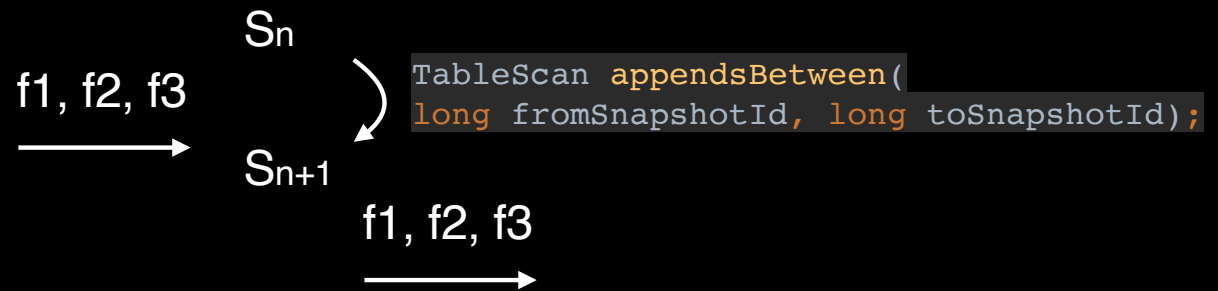 Sn
f1, f2, f3
TableScan appendsBetween(
long fromSnapshotId, long toSnapshotId);
Sn+1
f1, f2, f3